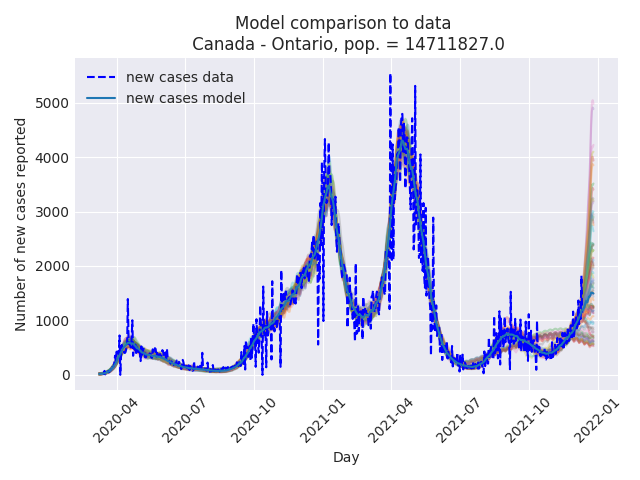 Model comparison to data
Canada - Ontario, pop. = 14711827.0
new cases data
new cases model
Number of new cases reported
5000
4000
3000
2000
1000
0
2020-04
2020-07
2020-10
2021-01
2021-04
2021-07
2021-10
2022-01
Day